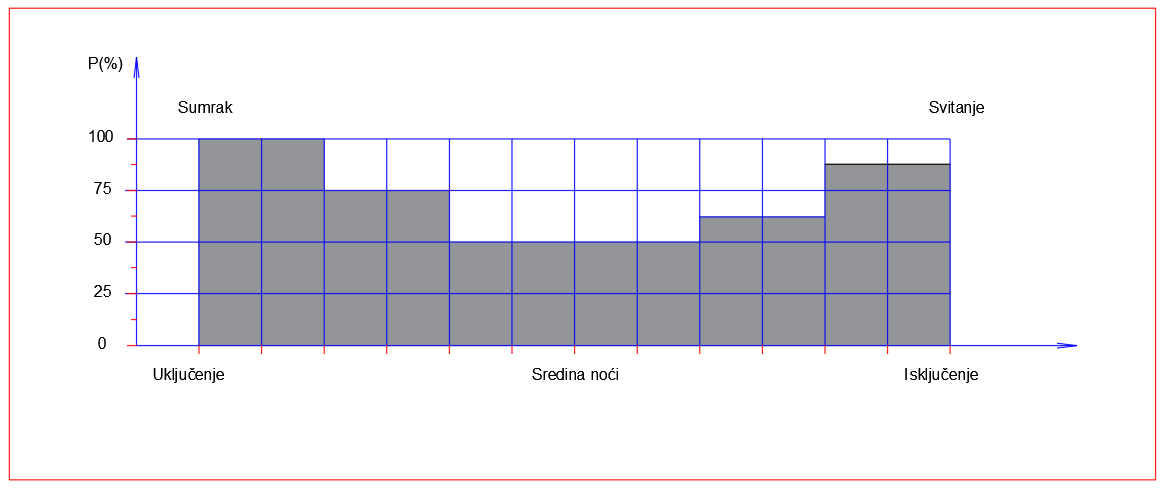 P(%)
Sumrak
Svitanje
100
75
50
25
0
Uključenje
Sredina noći
Isključenje